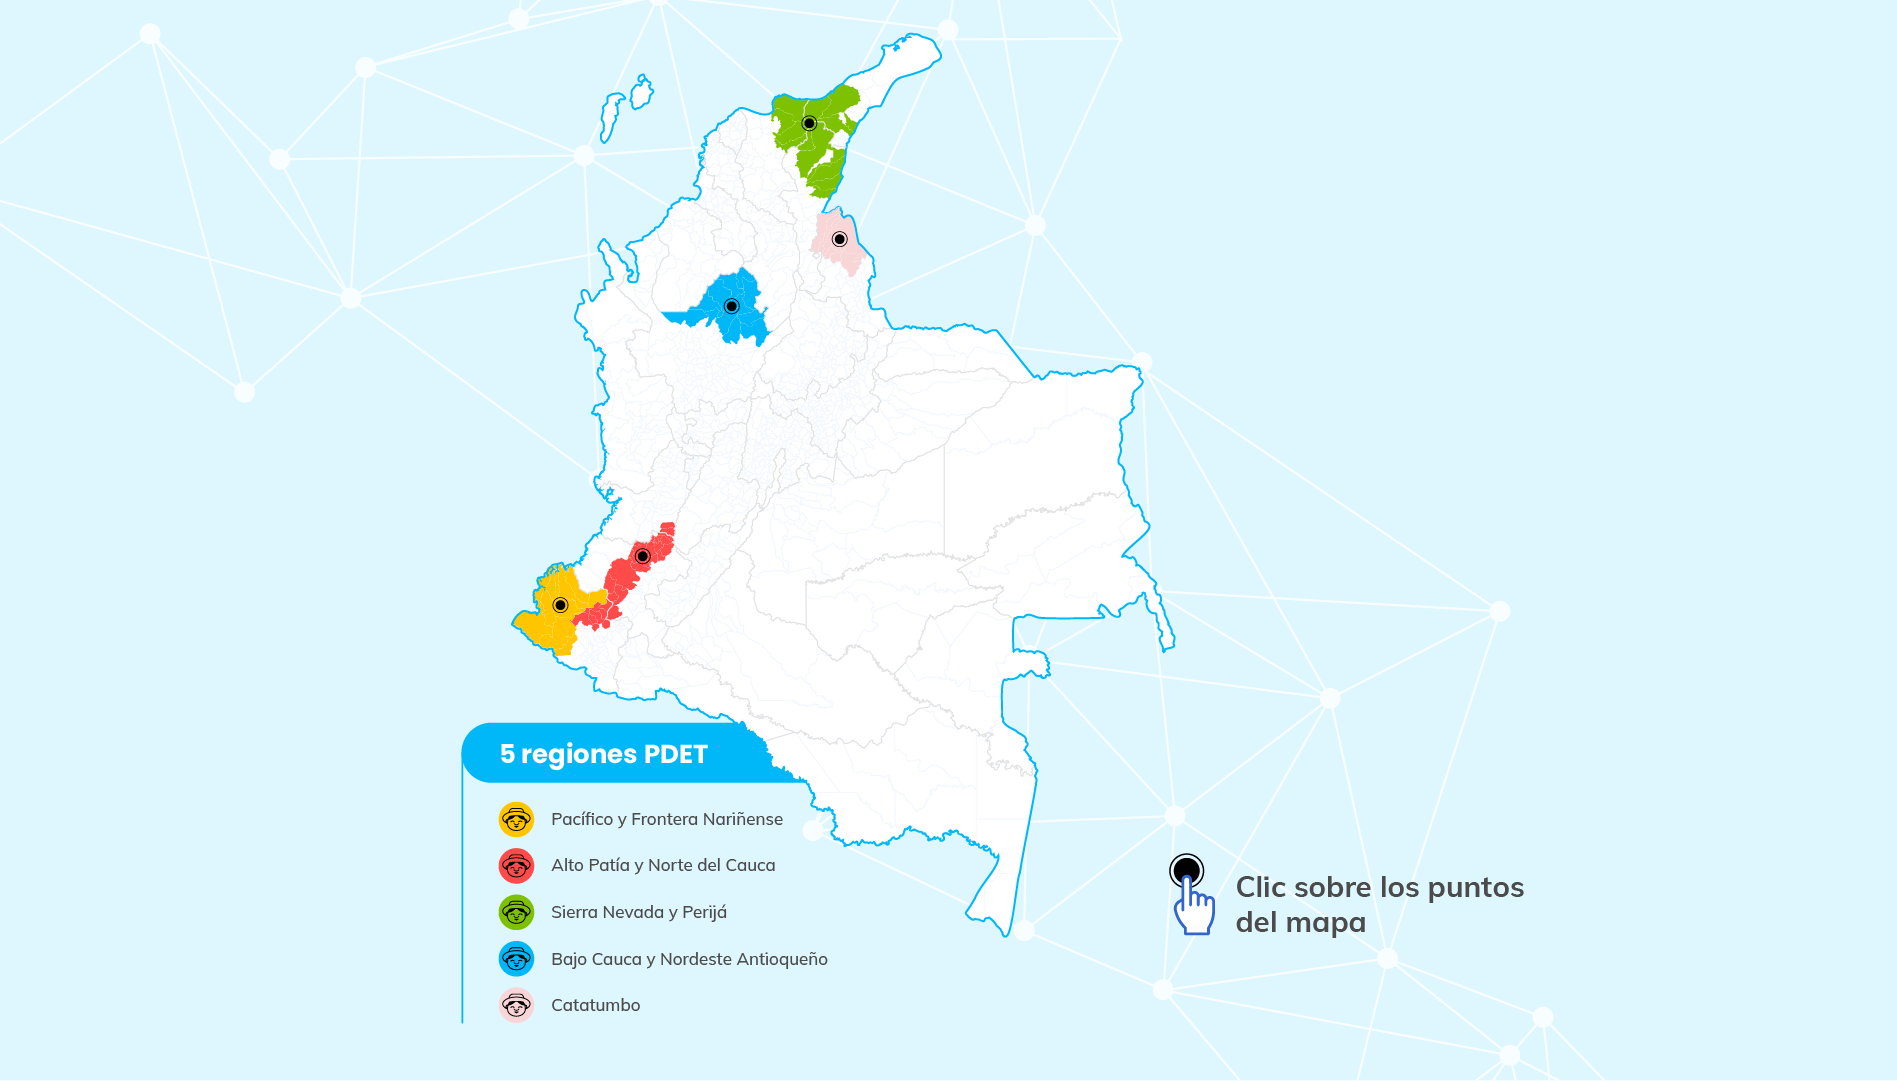 5 regiones PDET
Pacífico y Frontera Nariñense
Alto Patía y Norte del Cauca
Sierra Nevada y Perijá
Bajo Cauca y Nordeste Antioqueño
Catatumbo
Clic sobre los puntos
del mapa